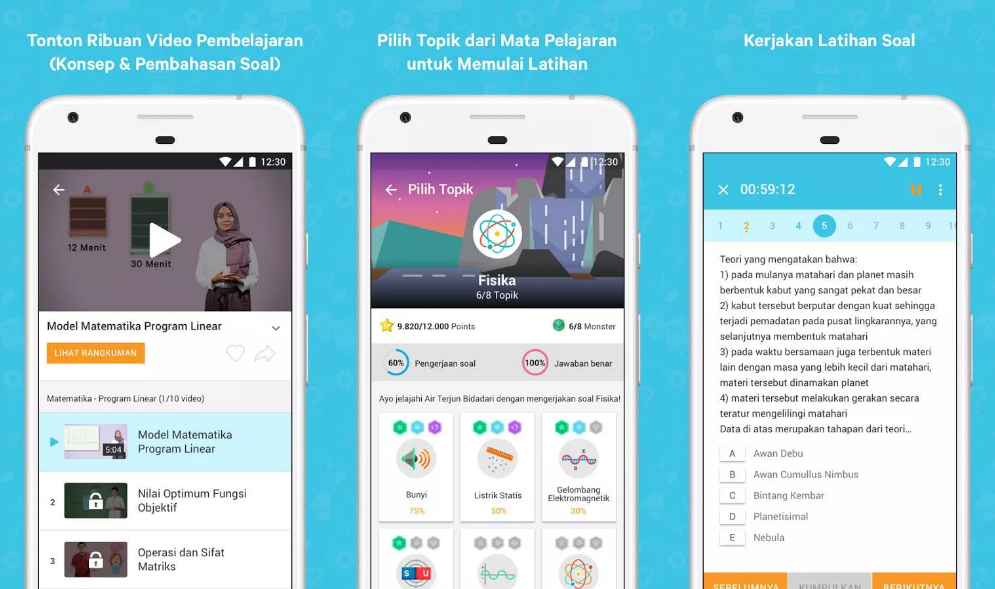 Tonton Ribuan Video Pembelajaran
(Konsep & Pembahasan Soal)
12:30
A
B
12 Menit
30 Menit
Model Matematika Program Linear
LIHAT RANGKUMAN
Matematika - Program Linear (1/10 video)
5:04
Model Matematika
Program Linear
2
Nilai Optimum Fungsi
Objektif
3
Operasi dan Sifat
Matriks
Pilih Topik dari Mata Pelajaran
untuk Memulai Latihan
12:30
Pilih Topik
Fisika
6/8 Topik
9.820/12.000 Points
6/8 Monster
60% Pengerjaan soal
100% Jawaban benar
Ayo jelajahi Air Terjun Bidadari dengan mengerjakan soal Fisika!
Bunyi
75%
Listrik Statis
50%
Gelombang
Elektromagnetik
30%
S U
Kerjakan Latihan Soal
12:30
00:59:12
1 2 3 4 5 6 7 8 9
Teori yang mengatakan bahwa:
1) pada mulanya matahari dan planet masih
berbentuk kabut yang sangat pekat dan besar
2) kabut tersebut berputar dengan kuat sehingga
terjadi pemadatan pada pusat lingkarannya, yang
selanjutnya membentuk matahari
3) pada waktu bersamaan juga terbentuk materi
lain dengan masa yang lebih kecil dari matahari,
materi tersebut dinamakan planet
4) materi tersebut melakukan gerakan secara
teratur mengelilingi matahari
Data di atas merupakan tahapan dari teori...
A Awan Debu
B Awan Cumullus Nimbus
C Bintang Kembar
D Planetisimal
E Nebula
SEBELUMNYA KUMPULKAN BERIKUTNYA